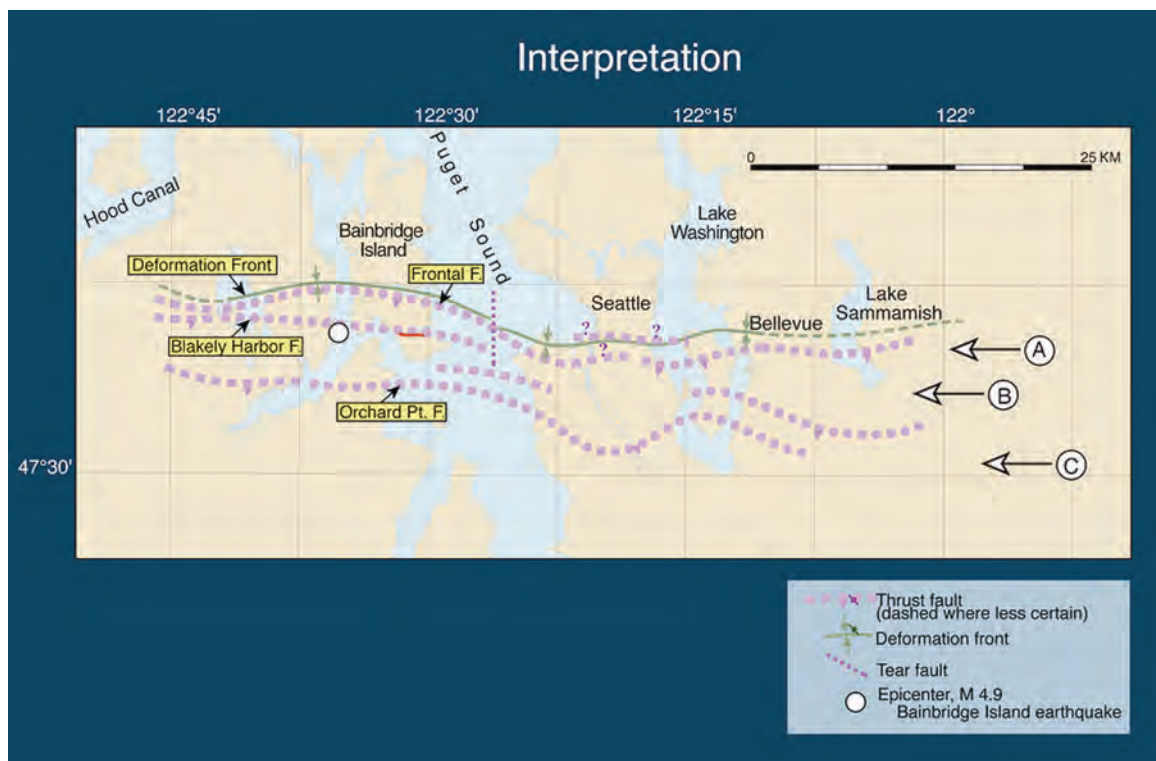 Interpretation
122°45'
122°30'
122°15'
122°
0
25 KM
Puget Sound
Hood Canal
Lake
Washington
Bainbridge
Island
Deformation Front
Frontal F.
Seattle
Lake
Sammamish
Bellevue
?
?
?
Blakely Harbor F.
A
B
Orchard Pt. F.
47°30'
C
Thrust fault
(dashed where less certain)
Deformation front
Tear fault
Epicenter, M 4.9
Bainbridge Island earthquake